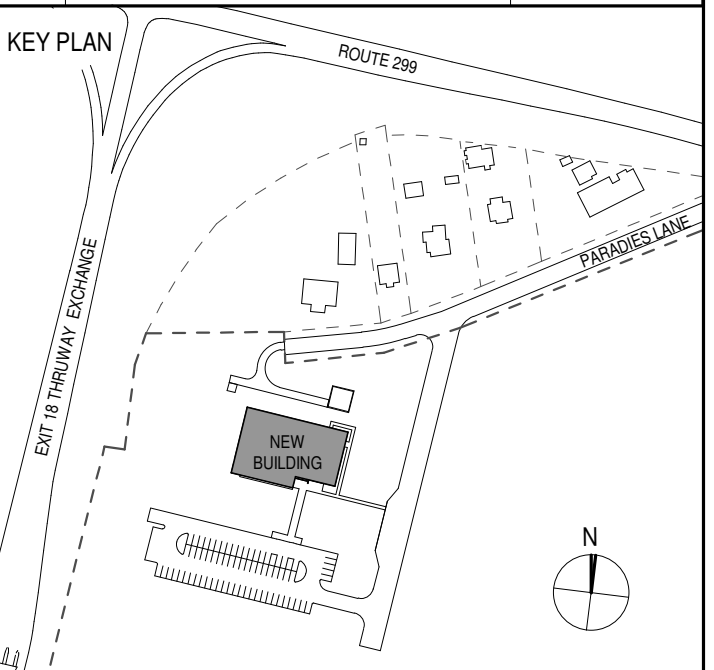 KEY PLAN
ROUTE 299
PARADIES LANE
EXIT 18 THRUWAY EXCHANGE
NEW
BUILDING
N